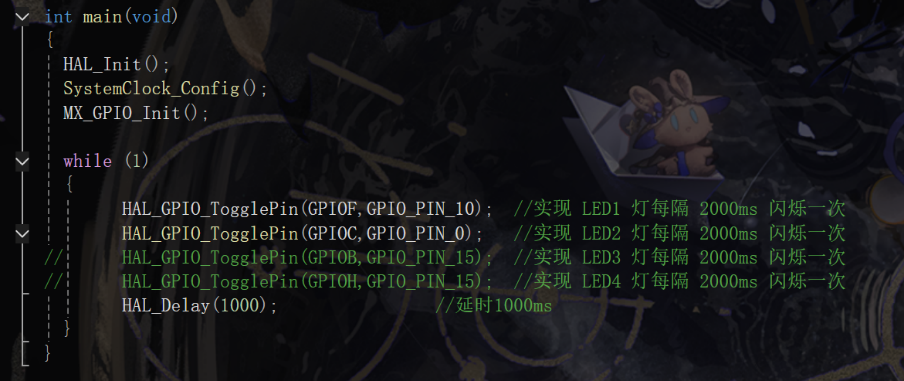 int main(void)
{
HAL_Init();
SystemClock_Config();
MX_GPIO_Init();
while (1)
{
HAL_GPIO_TogglePin(GPIOF,GPIO_PIN_10); //实现 LED1 灯每隔 2000ms 闪烁一次
HAL_GPIO_TogglePin(GPIOC,GPIO_PIN_0); //实现 LED2 灯每隔 2000ms 闪烁一次
// HAL_GPIO_TogglePin(GPIOB,GPIO_PIN_15); //实现 LED3 灯每隔 2000ms 闪烁一次
// HAL_GPIO_TogglePin(GPIOH,GPIO_PIN_15); //实现 LED4 灯每隔 2000ms 闪烁一次
HAL_Delay(1000); //延时1000ms
}
}